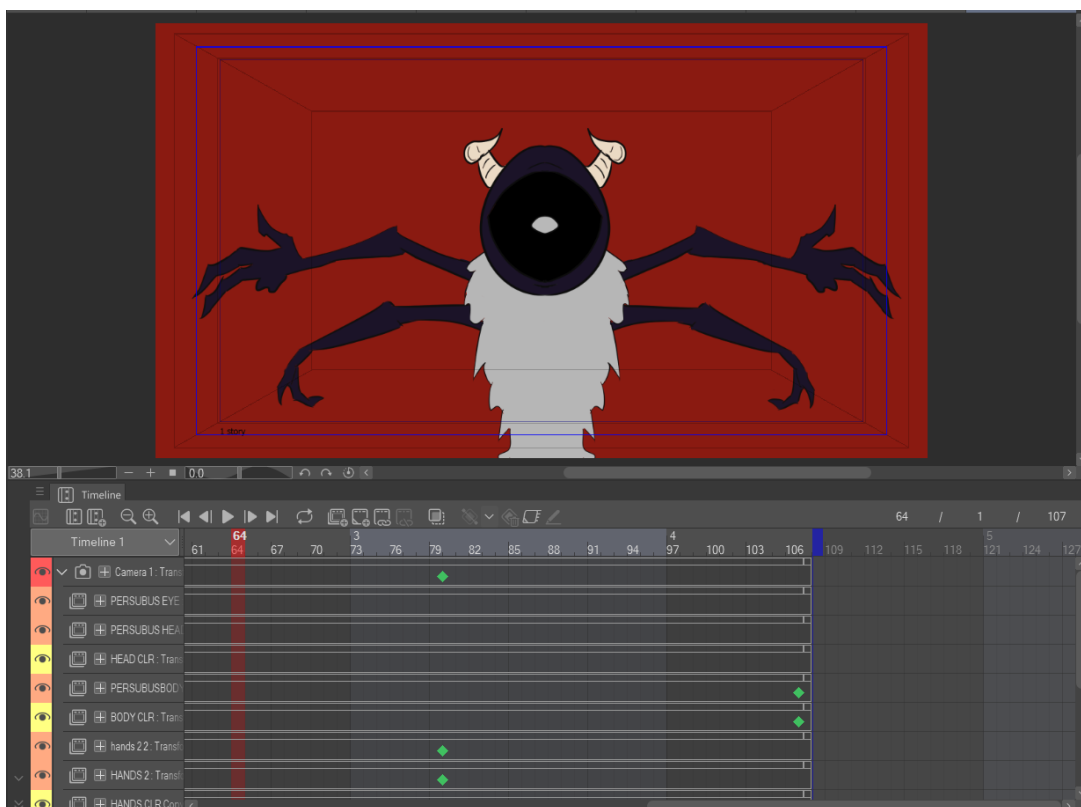 1 story
38.1 0.0
Timeline
64 / 1 / 107
Timeline 1
64 3 4 5
61 64 67 70 73 76 79 82 85 88 91 94 97 100 103 106 109 112 115 118 121 124 127
Camera 1 : Trans
PERSUBUS EYE
PERSUBUS HEA
HEAD CLR : Trans
PERSUBUSBOD
BODY CLR : Trans
hands 2 2 : Transf
HANDS 2 : Transf
HANDS CLR Cop